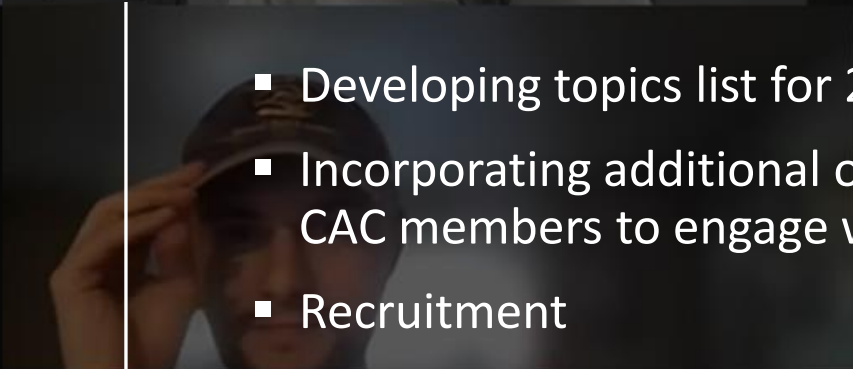 ▪ Developing topics list for
▪ Incorporating additional
CAC members to engage
▪ Recruitment